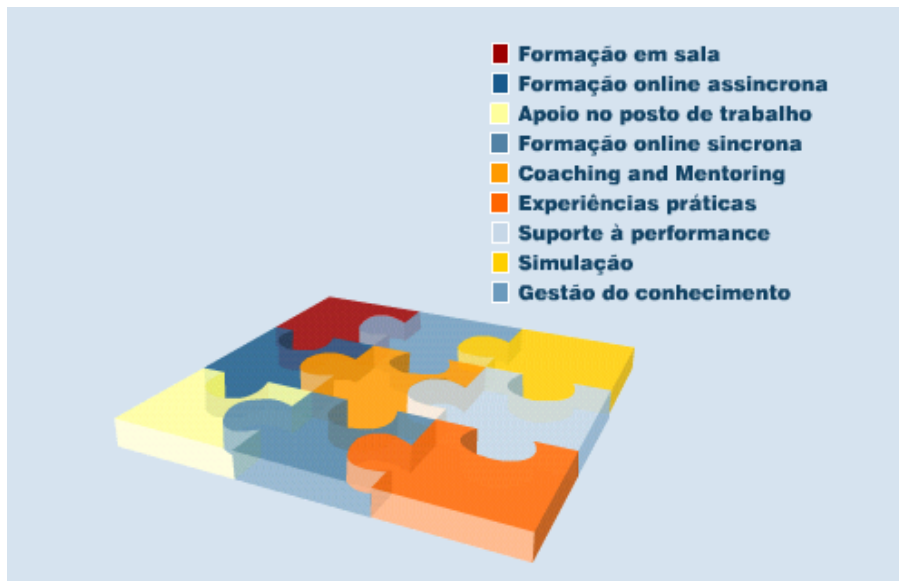 Formação em sala
Formação online assincrona
Apoio no posto de trabalho
Formação online sincrona
Coaching and Mentoring
Experiências práticas
Suporte à performance
Simulação
Gestão do conhecimento